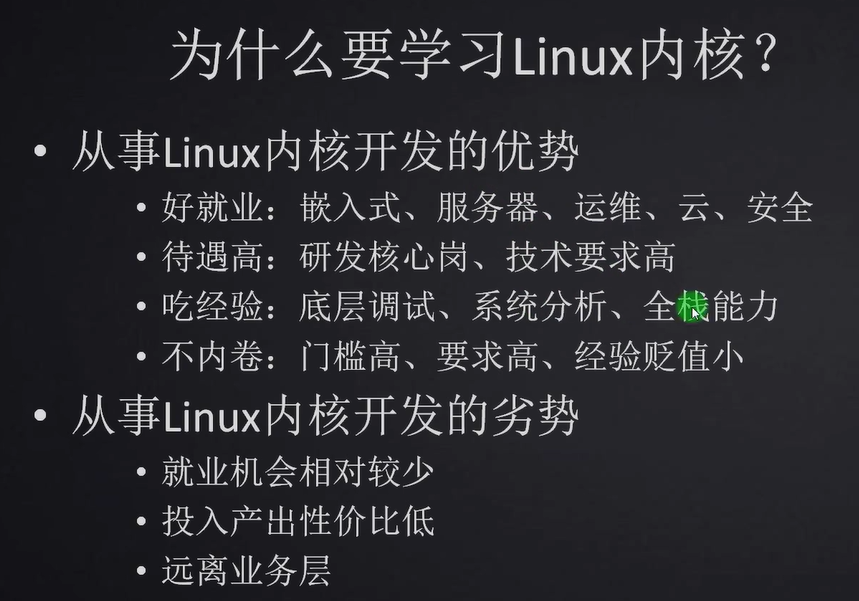 为什么要学习Linux内核？
• 从事Linux内核开发的优势
• 好就业：嵌入式、服务器、运维、云、安全
• 待遇高：研发核心岗、技术要求高
• 吃经验：底层调试、系统分析、全栈能力
• 不内卷：门槛高、要求高、经验贬值小
• 从事Linux内核开发的劣势
• 就业机会相对较少
• 投入产出性价比低
• 远离业务层